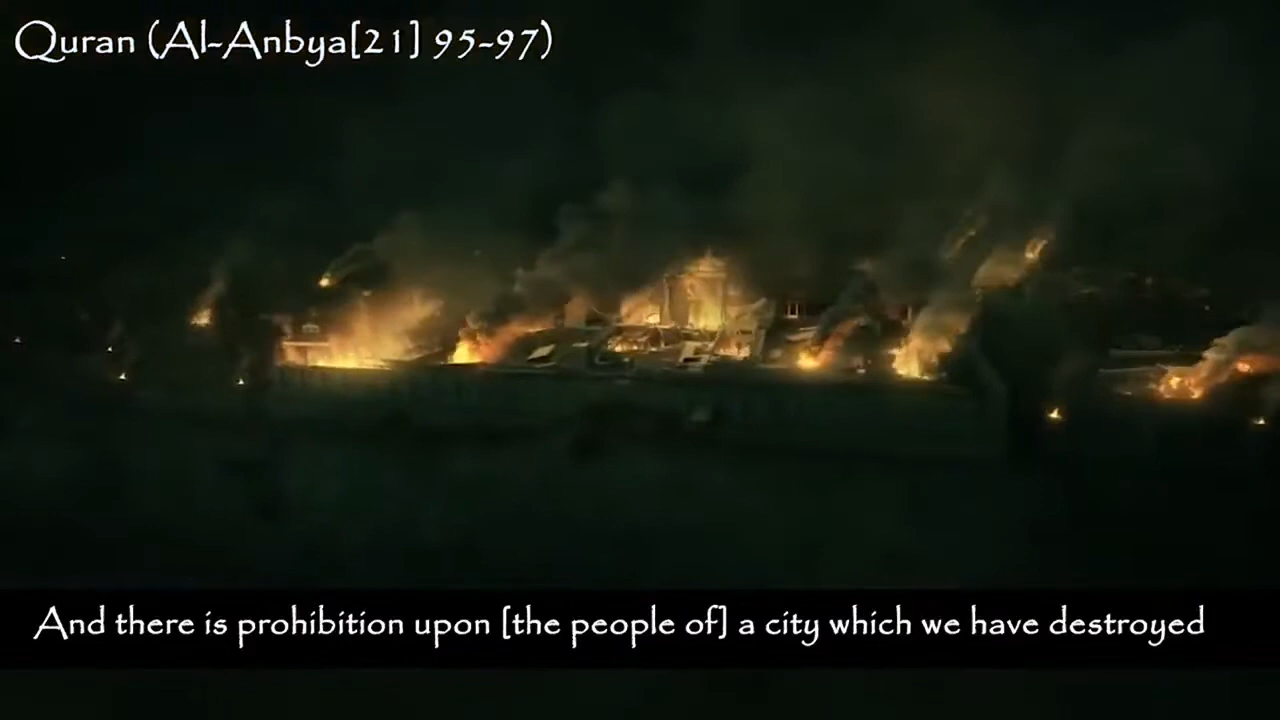 Quran (Al-Anbya[21] 95-97)
And there is prohibition upon [the people of] a city which we have destroyed